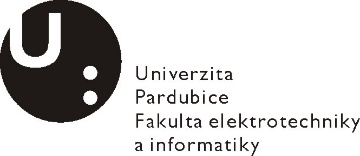 U:
Univerzita
Pardubice
Fakulta elektrotechniky
a informatiky